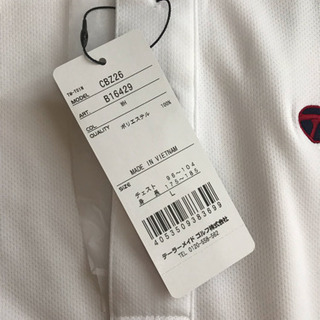 TM-TS16
MODEL CBZ26
ART B16429
COL WH
QUALITY ポリエステル 100%
MADE IN VIETNAM
SIZE チェスト 96~104
身長 175~185
L
4053509383699
テーラーメイド ゴルフ株式会社
TEL 0120-558-562